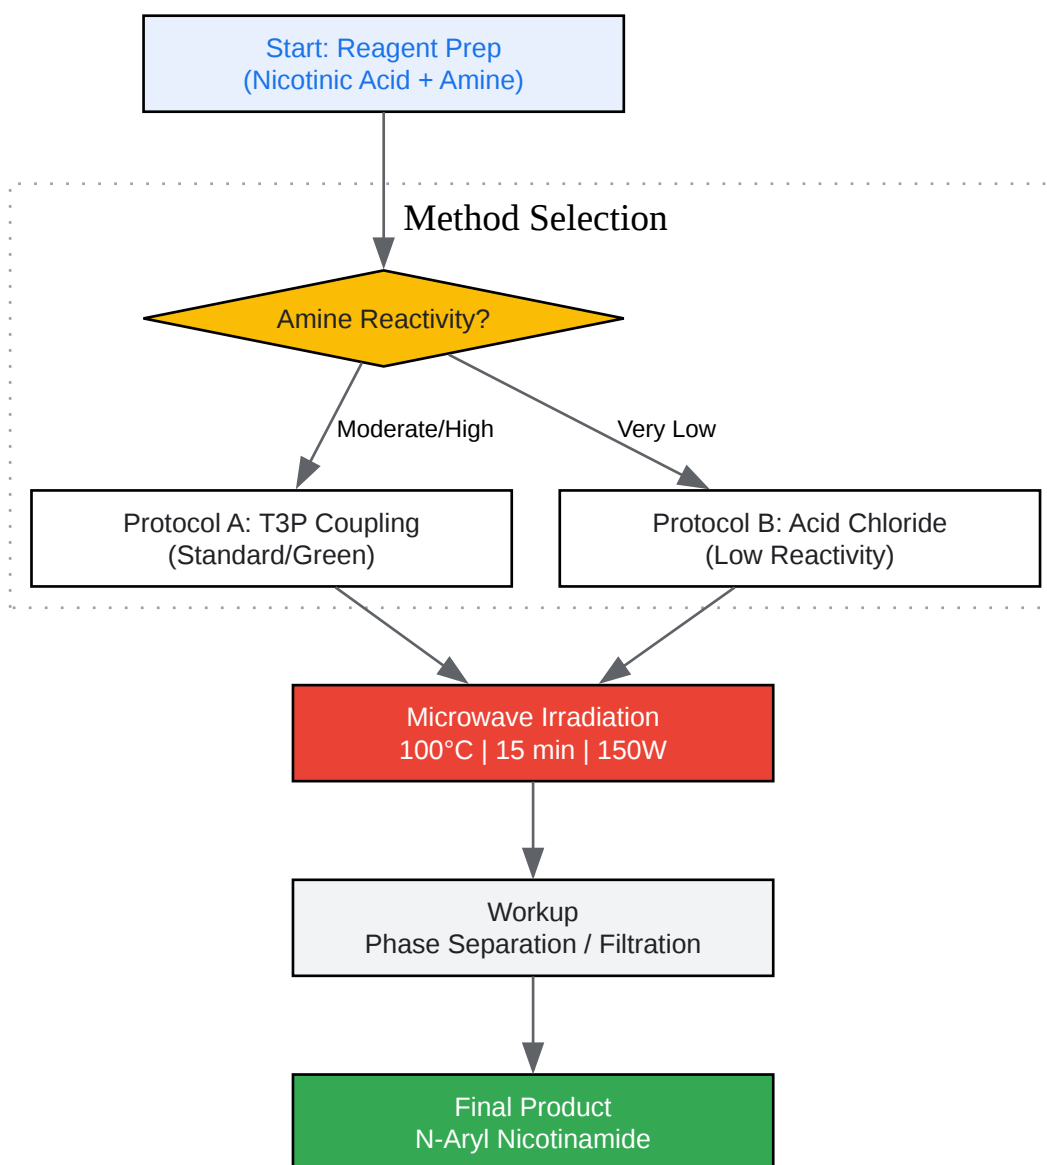 Start: Reagent Prep
(Nicotinic Acid + Amine)
Method Selection
Amine Reactivity?
Moderate/High
Very Low
Protocol A: T3P Coupling
(Standard/Green)
Protocol B: Acid Chloride
(Low Reactivity)
Microwave Irradiation
100°C | 15 min | 150W
Workup
Phase Separation / Filtration
Final Product
N-Aryl Nicotinamide